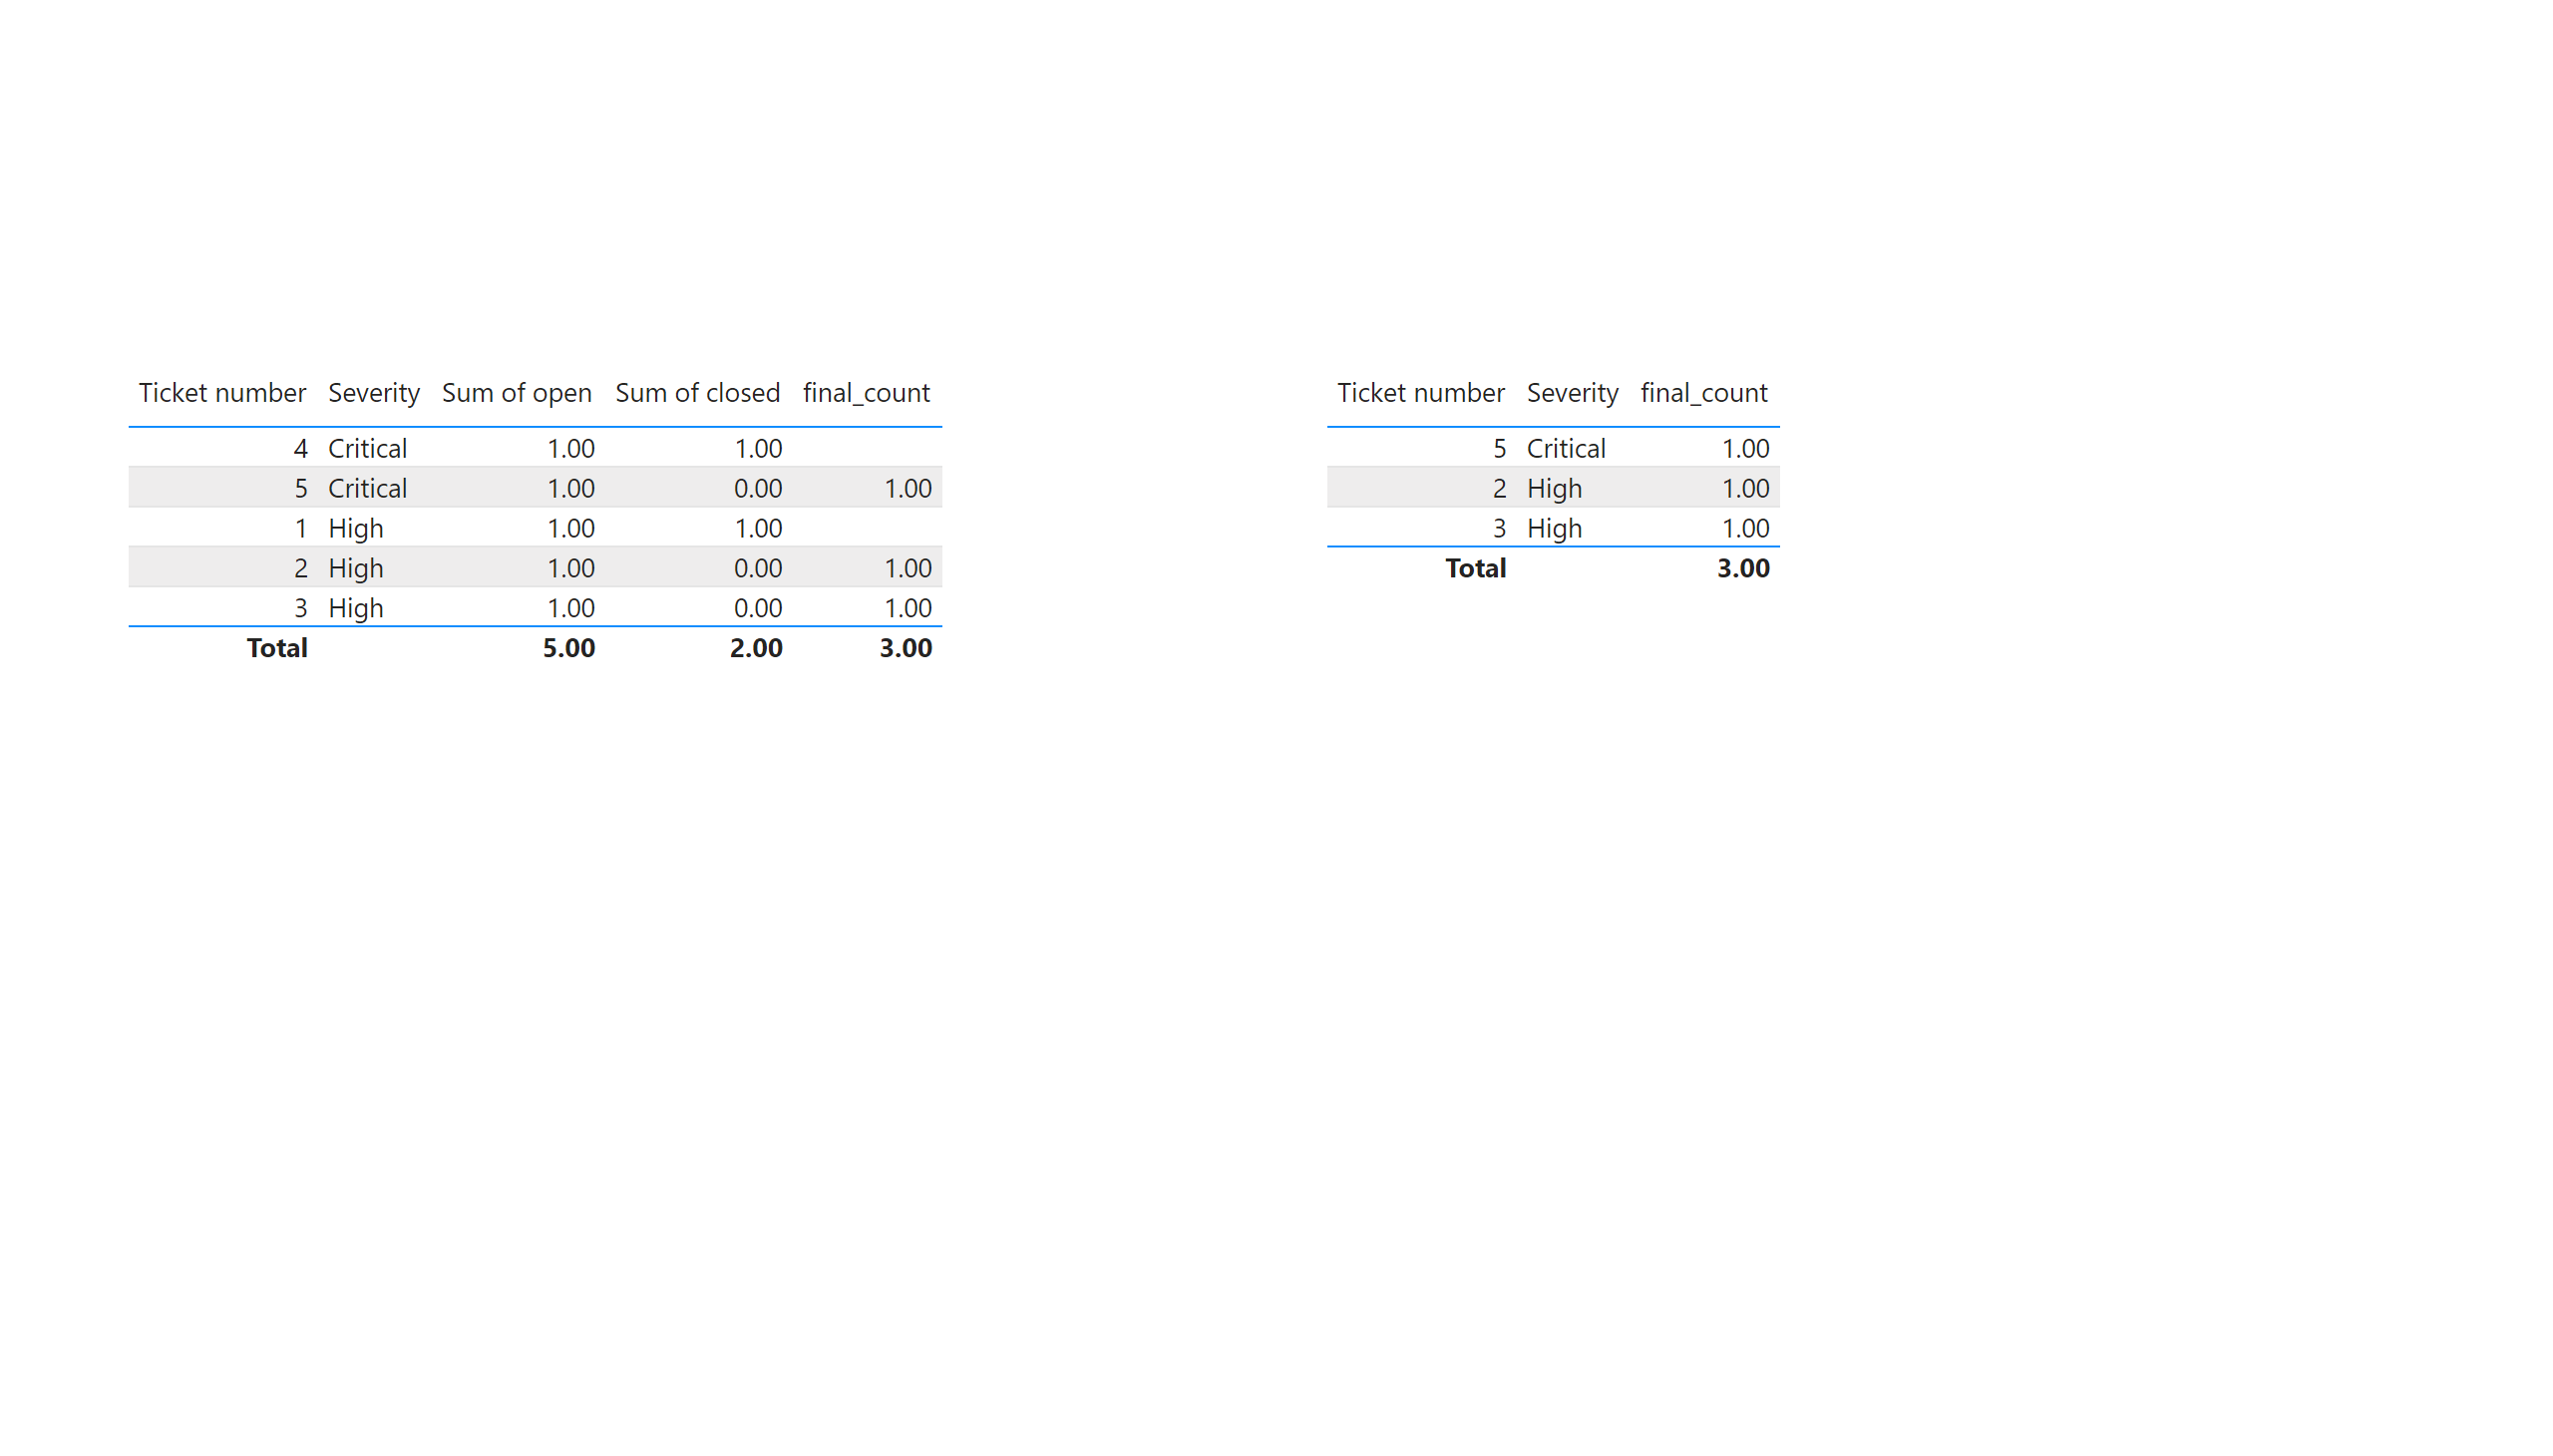 Ticket number Severity Sum of open Sum of closed final_count
4 Critical 1.00 1.00
5 Critical 1.00 0.00 1.00
1 High 1.00 1.00
2 High 1.00 0.00 1.00
3 High 1.00 0.00 1.00
Total 5.00 2.00 3.00
Ticket number Severity final_count
5 Critical 1.00
2 High 1.00
3 High 1.00
Total 3.00